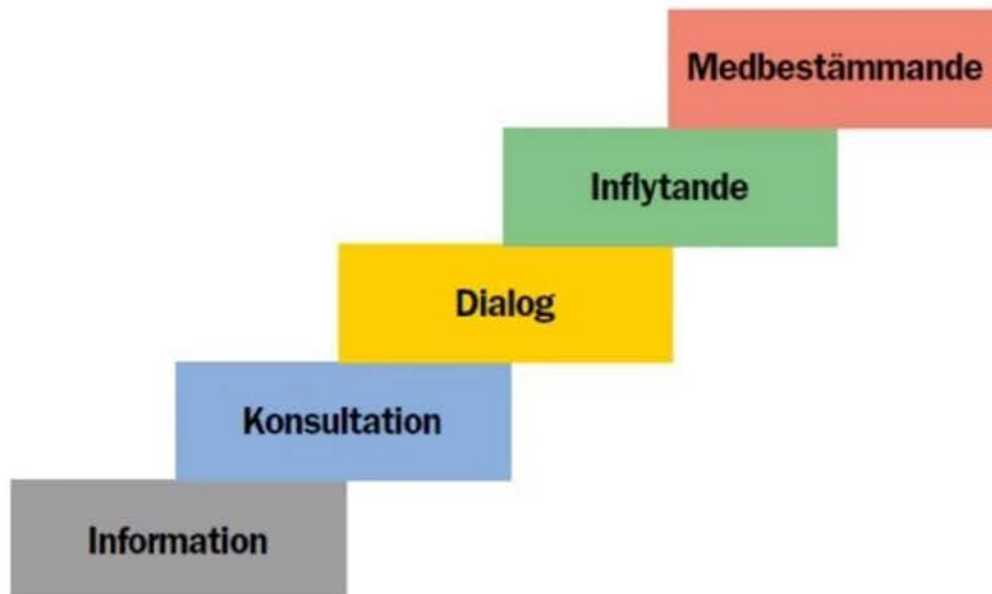 Medbestämmande
Inflytande
Dialog
Konsultation
Information